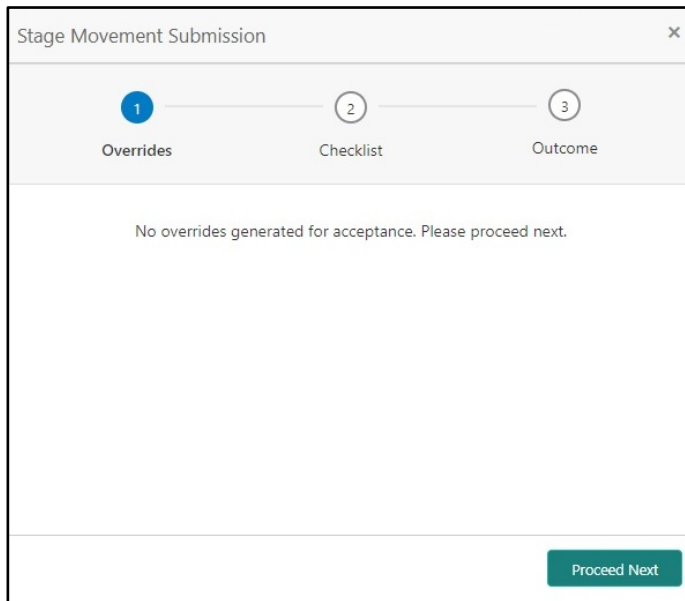 Stage Movement Submission ×
1 2 3
Overrides Checklist Outcome
No overrides generated for acceptance. Please proceed next.
Proceed Next